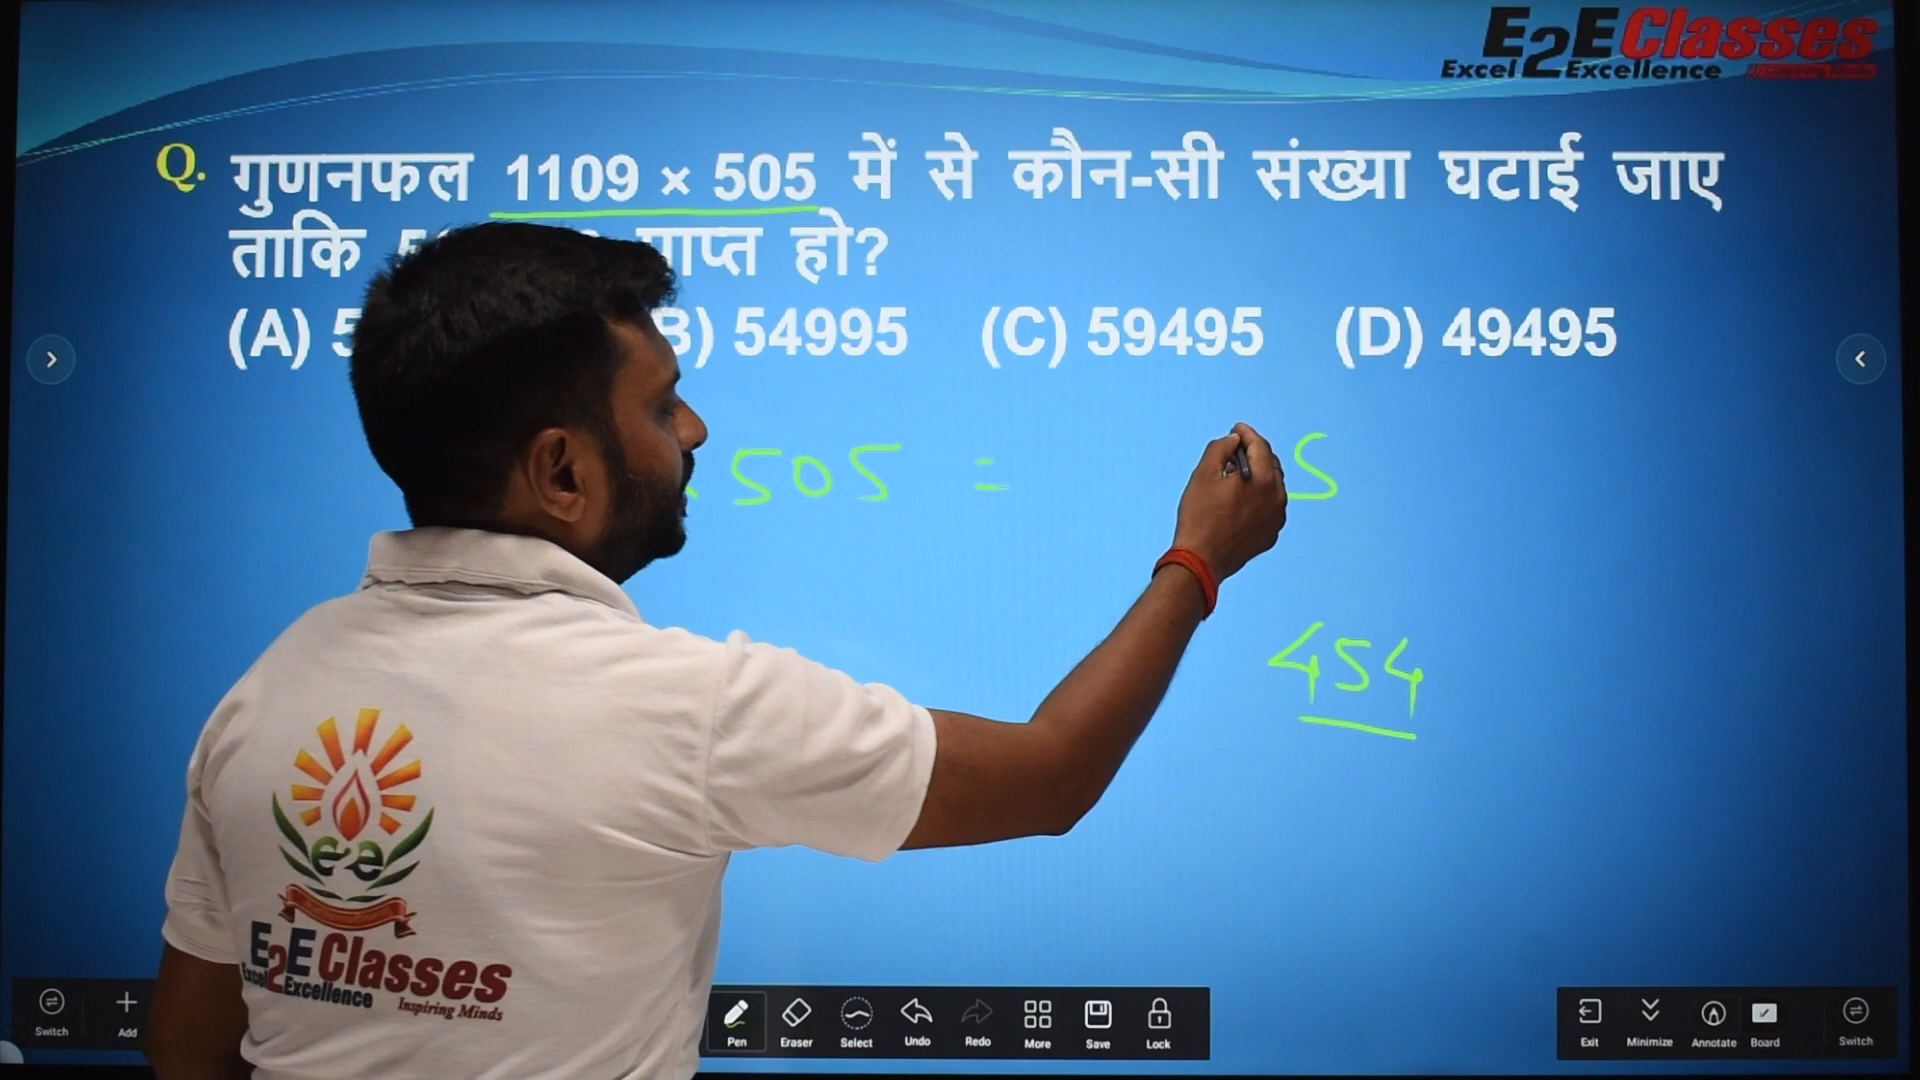 E2E Classes
Excel 2 Excellence
Q. गुणनफल 1109 × 505 में से कौन-सी संख्या घटाई जाए
ताकि प्राप्त हो?
(A) 5 B) 54995 (C) 59495 (D) 49495
505 = 5
454
E2E Classes
Excel 2 Excellence Inspiring Minds
Switch Add Pen Eraser Select Undo Redo More Save Lock Exit Minimize Annotate Board Switch